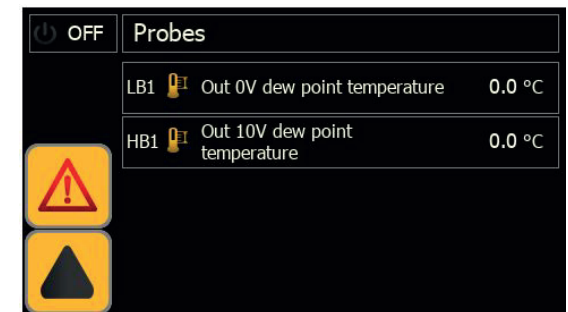 OFF
Probes
LB1 Out 0V dew point temperature 0.0 °C
HB1 Out 10V dew point
temperature 0.0 °C